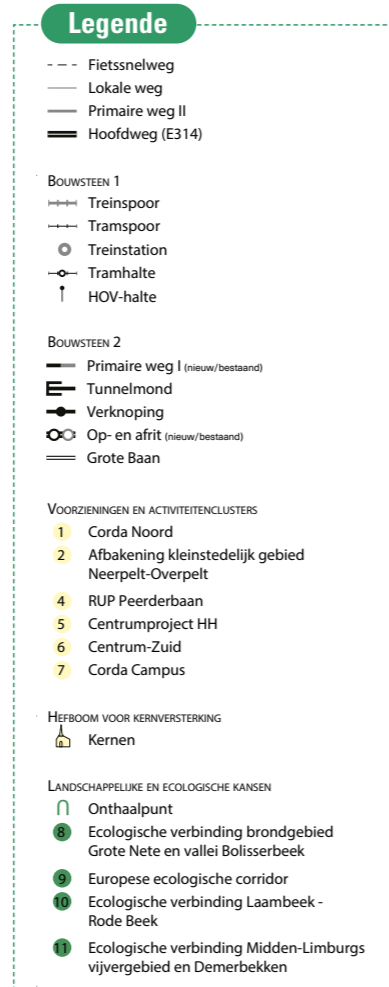 Legende
Fietssnelweg
Lokale weg
Primaire weg II
Hoofdweg (E314)
Bouwsteen 1
Treinspoor
Tramspoor
Treinstation
Tramhalte
HOV-halte
Bouwsteen 2
Primaire weg I (nieuw/bestaand)
Tunnelmond
Verknoping
Op- en afrit (nieuw/bestaand)
Grote Baan
Voorzieningen en activiteitenclusters
1 Corda Noord
2 Afbakening kleinstedelijk gebied
Neerpelt-Overpelt
4 RUP Peerderbaan
5 Centrumproject HH
6 Centrum-Zuid
7 Corda Campus
Hefboom voor kernversterking
Kernen
Landschappelijke en ecologische kansen
Onthaalpunt
8 Ecologische verbinding brondgebied
Grote Nete en vallei Bolisserbeek
9 Europese ecologische corridor
10 Ecologische verbinding Laambeek -
Rode Beek
11 Ecologische verbinding Midden-Limburgs
vijvergebied en Demerbekken